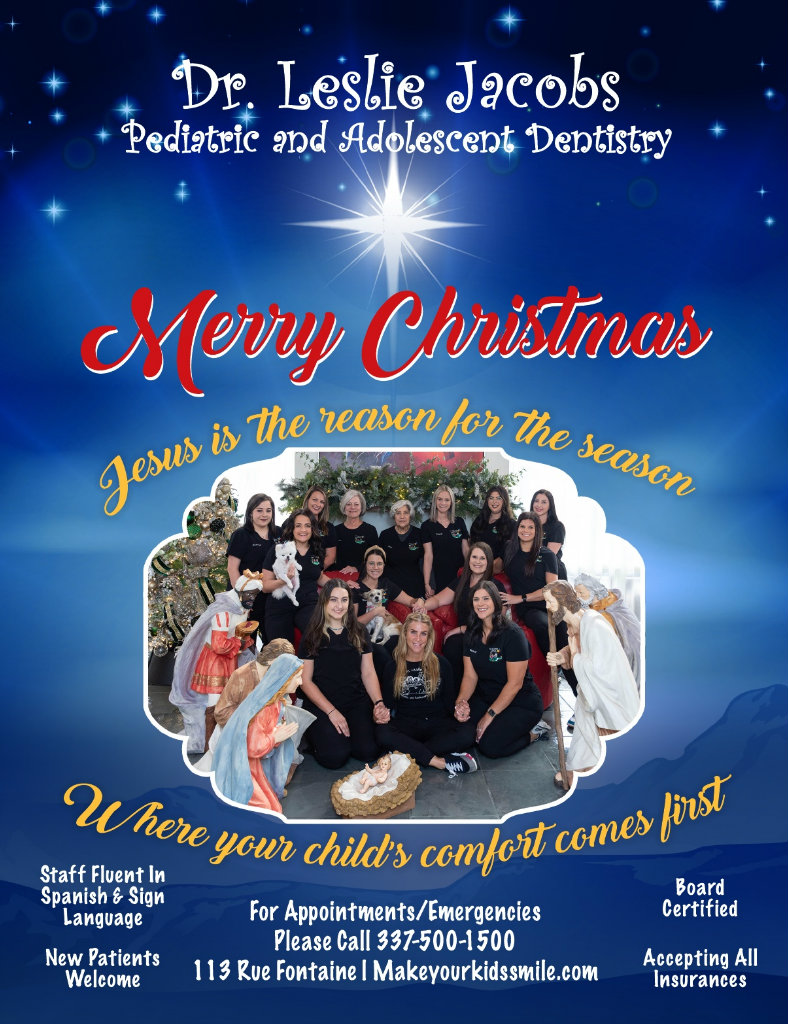 Dr. Leslie Jacobs
Pediatric and Adolescent Dentistry
Merry Christmas
Jesus is the reason for the season
Where your child's comfort comes first
Staff Fluent In
Spanish & Sign
Language
New Patients
Welcome
For Appointments/Emergencies
Please Call 337-500-1500
113 Rue Fontaine | Makeyourkidssmile.com
Board
Certified
Accepting All
Insurances